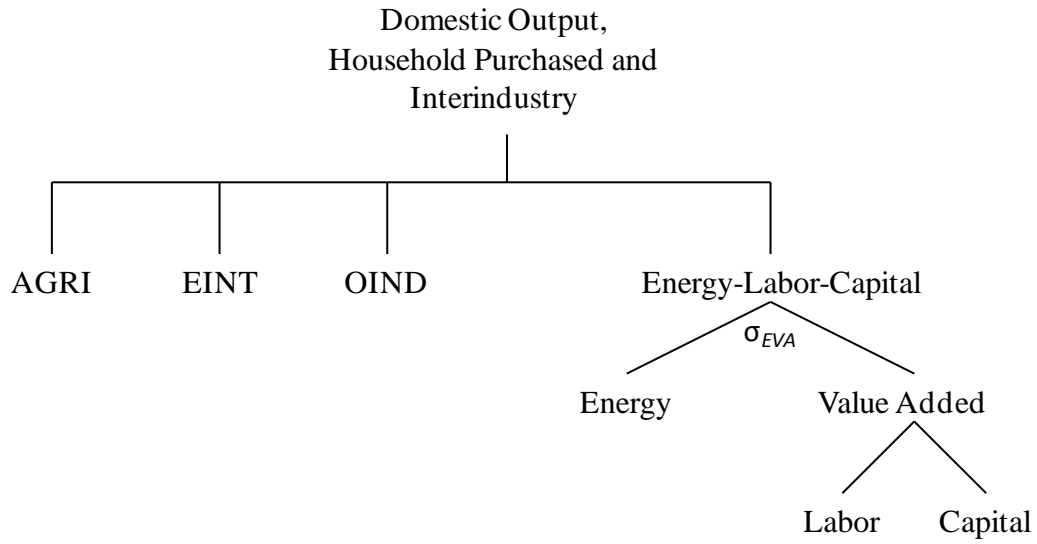 Domestic Output,
Household Purchased and
Interindustry
AGRI EINT OIND Energy-Labor-Capital
σEVA
Energy Value Added
Labor Capital